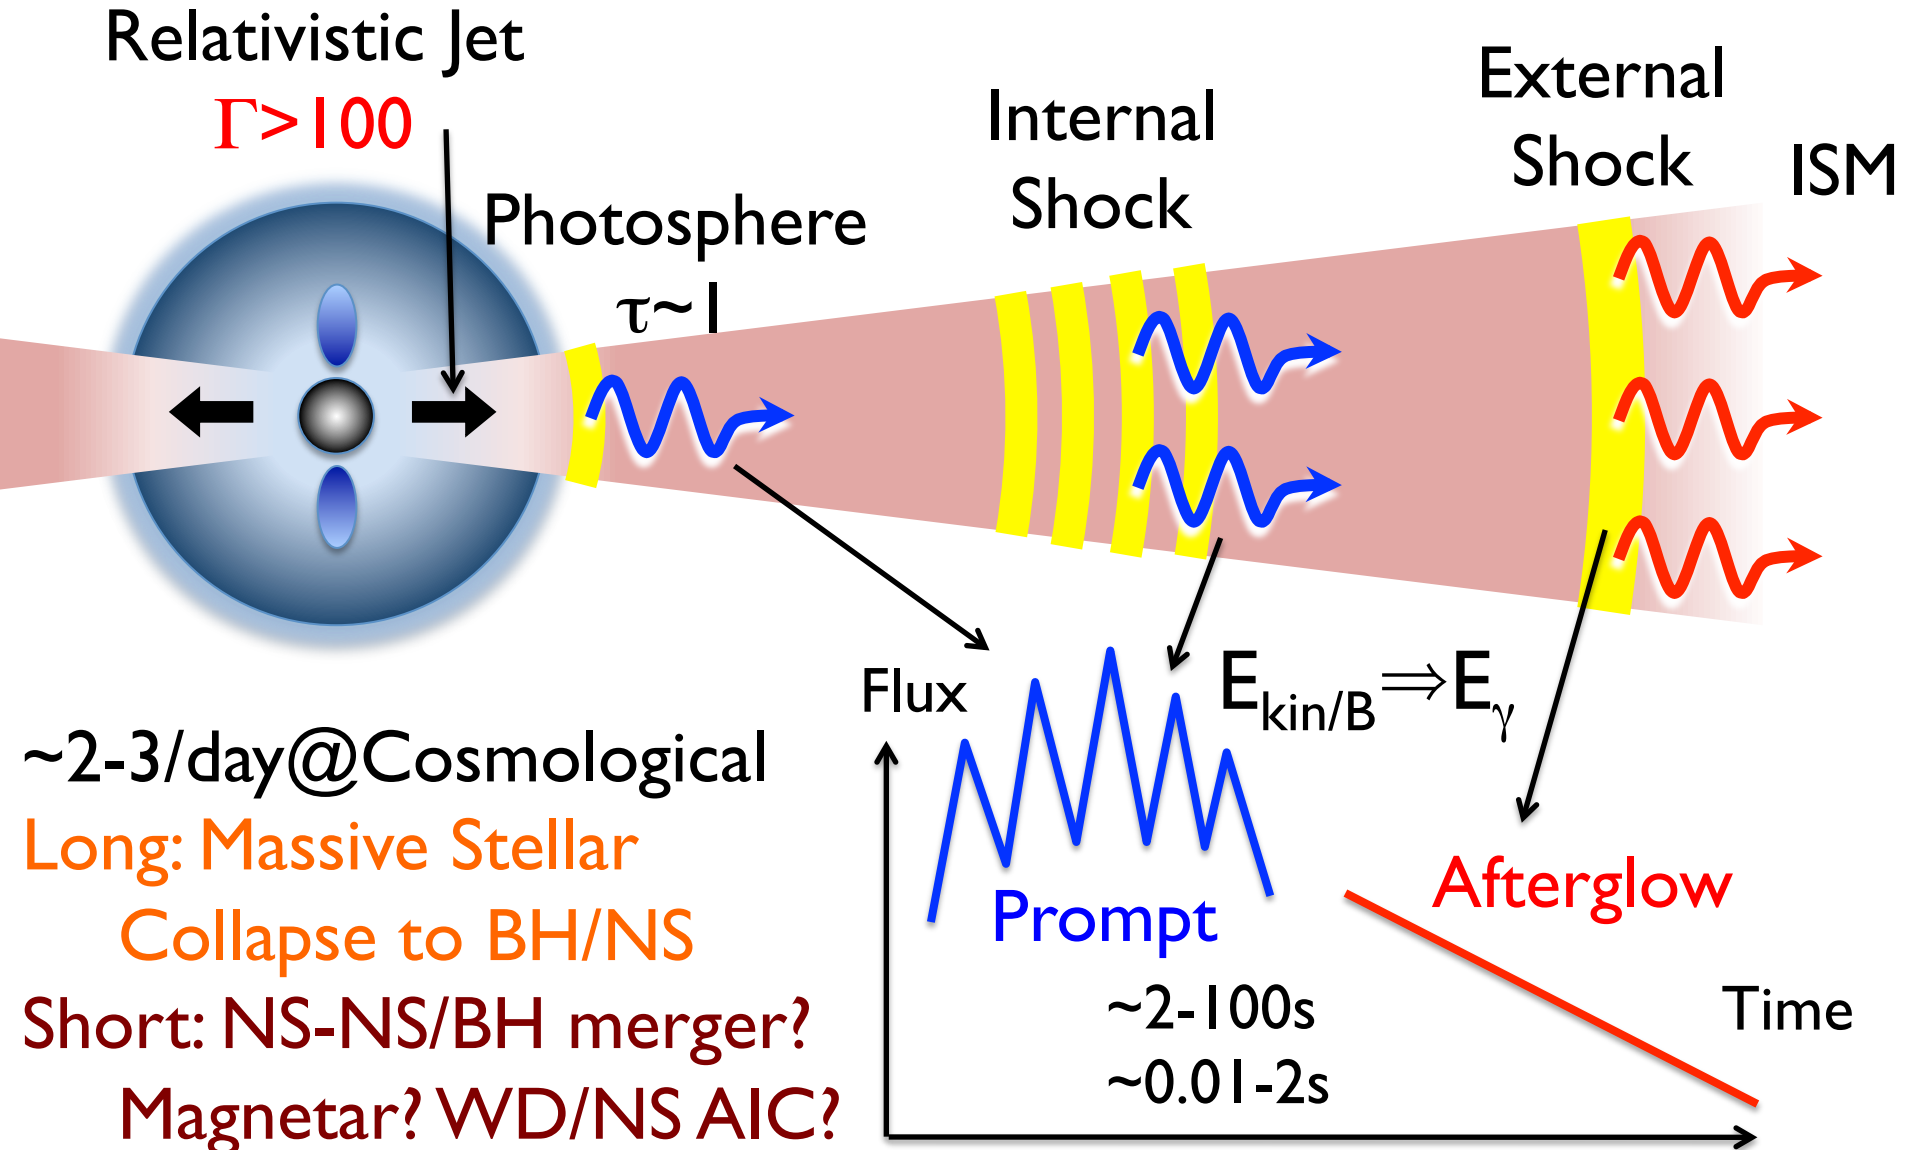 Relativistic Jet
Γ>100
Photosphere
τ~1
Internal
Shock
External
Shock
ISM
Flux
E_kin/B⇒E_γ
~2-3/day@Cosmological
Long: Massive Stellar
Collapse to BH/NS
Short: NS-NS/BH merger?
Magnetar? WD/NS AIC?
Prompt
~2-100s
~0.01-2s
Afterglow
Time